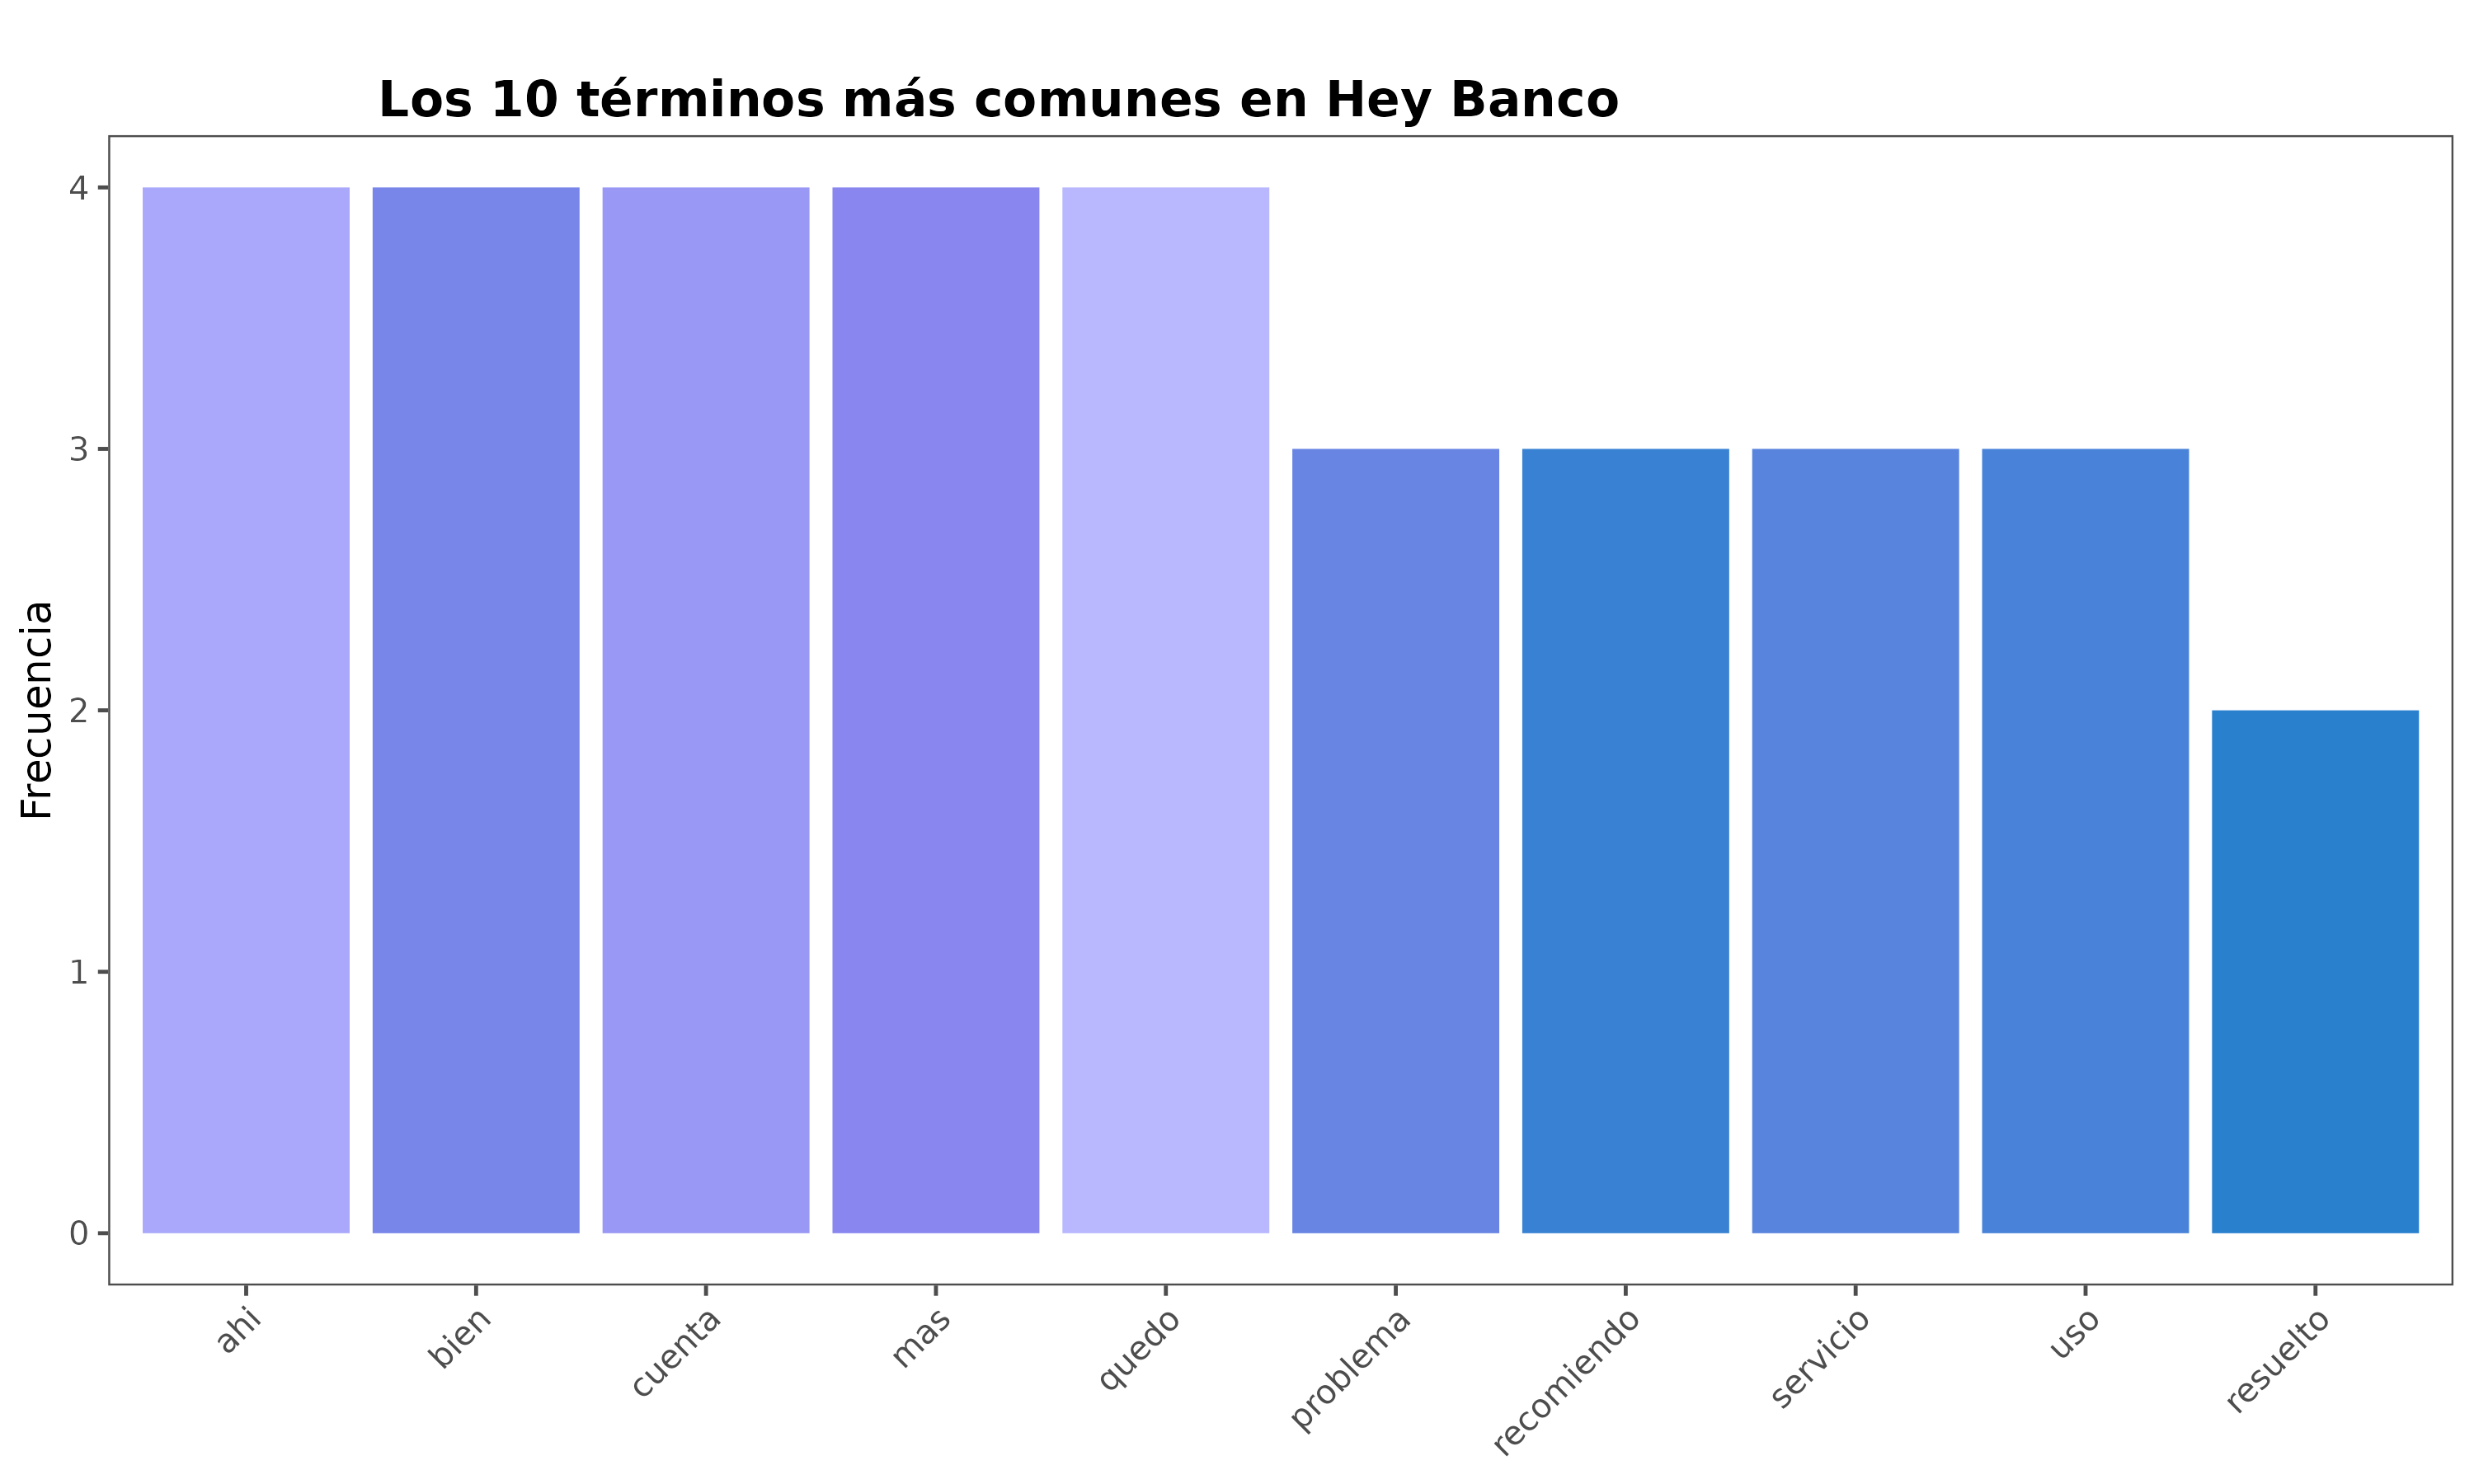 Los 10 términos más comunes en Hey Banco
Frecuencia
4
3
2
1
0
ahi
bien
cuenta
mas
quedo
problema
recomiendo
servicio
uso
resuelto